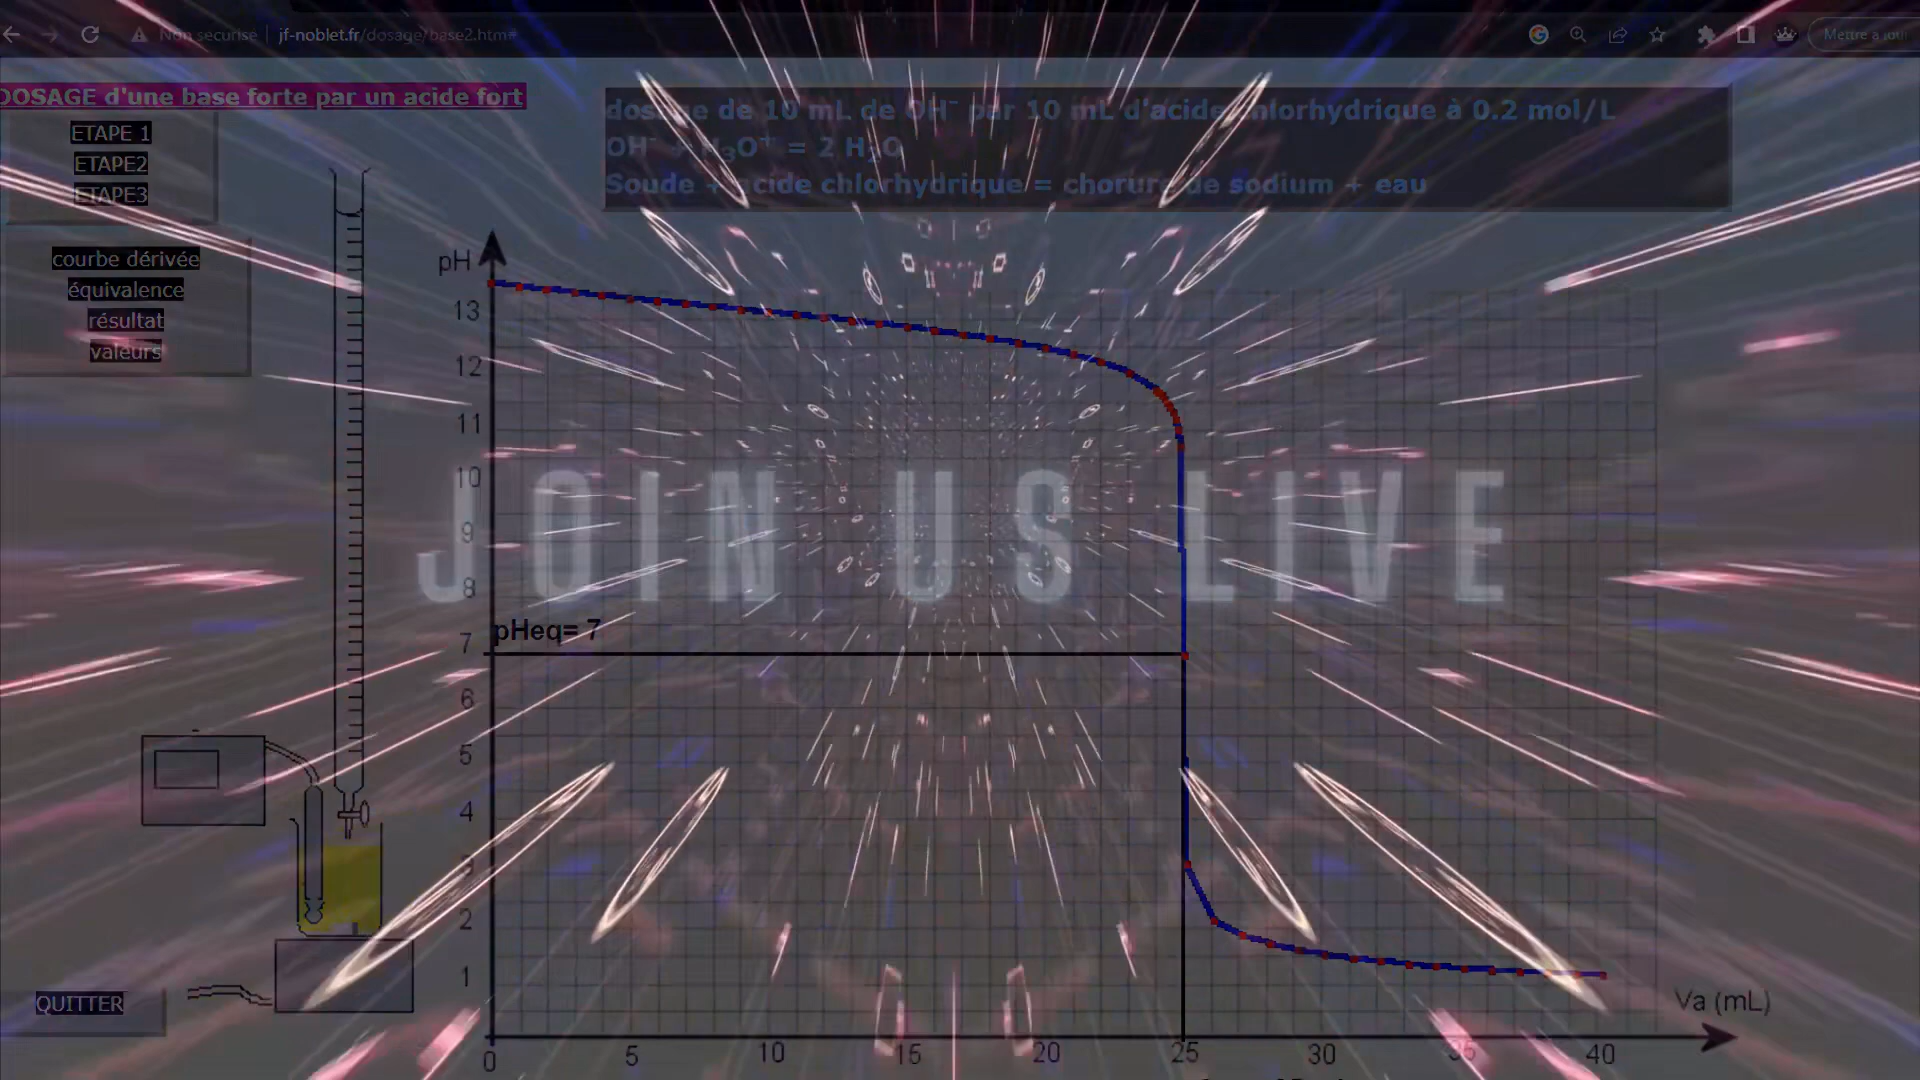 Non sécurisé | jf-noblet.fr/dosage/base2.htm#
Mettre à jour
DOSAGE d'une base forte par un acide fort
ETAPE 1
ETAPE2
ETAPE3
courbe dérivée
équivalence
résultat
valeurs
dosage de 10 mL de OH⁻ par 10 mL d'acide chlorhydrique à 0.2 mol/L
OH⁻ + H₃O⁺ = 2 H₂O
Soude + acide chlorhydrique = chorure de sodium + eau
pH
13
12
11
10
9
8
7
6
5
4
3
2
1
pHeq= 7
JOIN US LIVE
Va (mL)
0 5 10 15 20 25 30 35 40
QUITTER